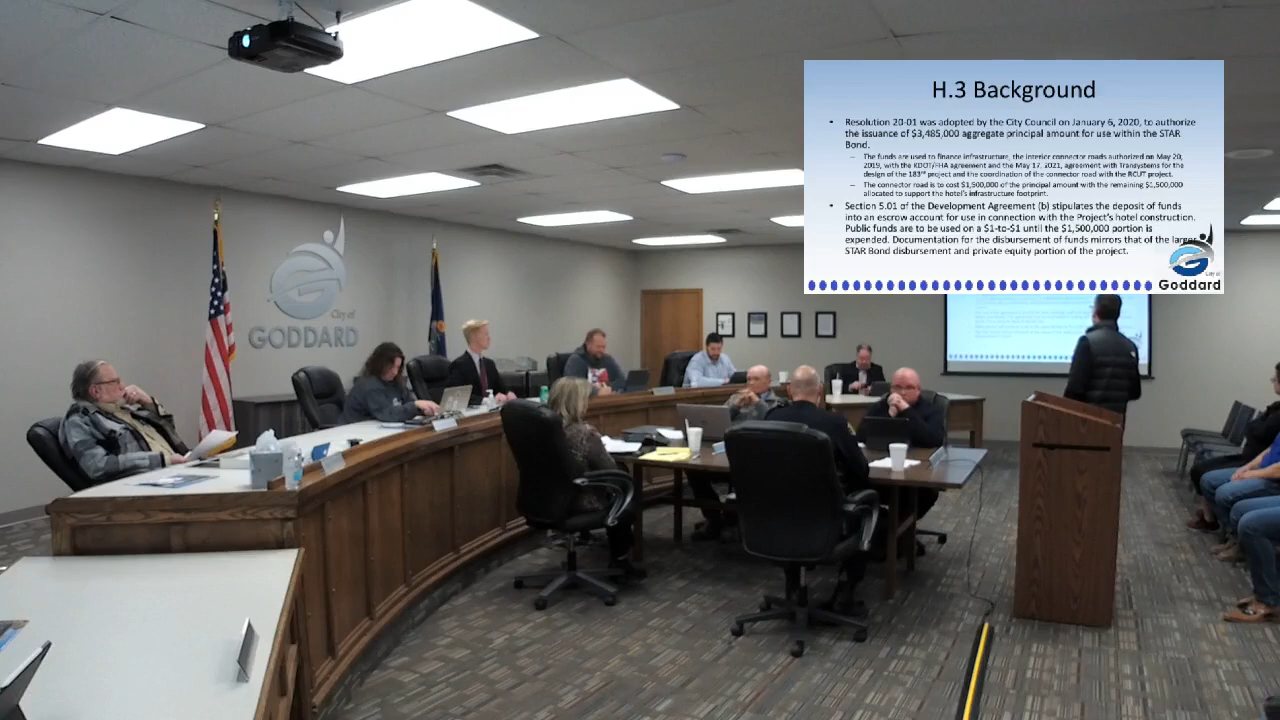 H.3 Background
• Resolution 20-01 was adopted by the City Council on January 6, 2020, to authorize
the issuance of $3,485,000 aggregate principal amount for use within the STAR
Bond.
– The funds are used to finance infrastructure, the interior connector roads authorized on May 20,
2019, with the KDOT/FHA agreement and the May 17, 2021, agreement with Transystems for the
design of the 183rd project and the coordination of the connector road with the RCUT project.
– The connector road is to cost $1,900,000 of the principal amount with the remaining $1,500,000
allocated to support the hotel's infrastructure footprint.
• Section 5.01 of the Development Agreement (b) stipulates the deposit of funds
into an escrow account for use in connection with the Project's hotel construction.
Public funds are to be used on a $1-to-$1 until the $1,500,000 portion is
expended. Documentation for the disbursement of funds mirrors that of the larger
STAR Bond disbursement and private equity portion of the project.
City of
Goddard
City of
GODDARD